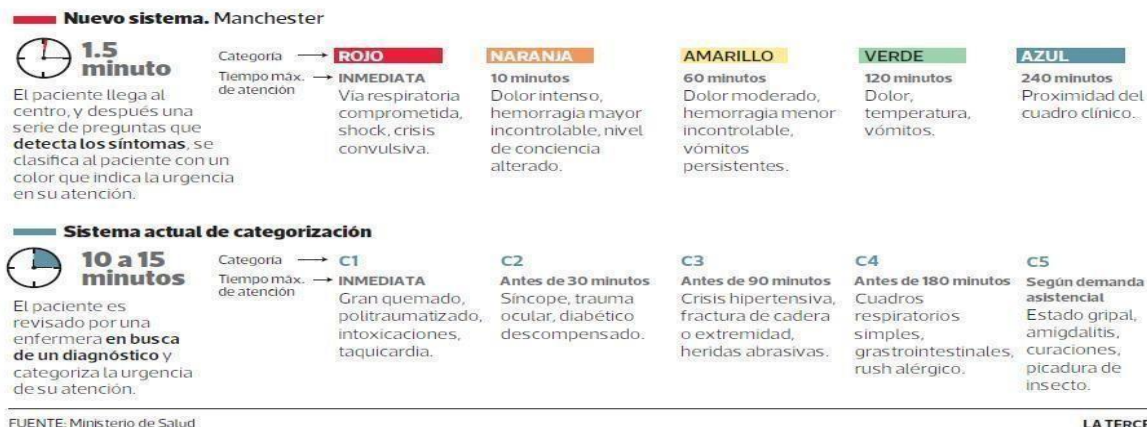 Nuevo sistema. Manchester
1.5
minuto
El paciente llega al
centro, y después una
serie de preguntas que
detecta los síntomas, se
clasifica al paciente con un
color que indica la urgencia
en su atención.
Categoría
Tiempo máx.
de atención
ROJO
INMEDIATA
Vía respiratoria
comprometida,
shock, crisis
convulsiva.
NARANJA
10 minutos
Dolor intenso,
hemorragia mayor
incontrolable, nivel
de conciencia
alterado.
AMARILLO
60 minutos
Dolor moderado,
hemorragia menor
incontrolable,
vómitos
persistentes.
VERDE
120 minutos
Dolor,
temperatura,
vómitos.
AZUL
240 minutos
Proximidad del
cuadro clínico.
Sistema actual de categorización
10 a 15
minutos
El paciente es
revisado por una
enfermera en busca
de un diagnóstico y
categoriza la urgencia
de su atención.
Categoría
Tiempo máx.
de atención
C1
INMEDIATA
Gran quemado,
politraumatizado,
intoxicaciones,
taquicardia.
C2
Antes de 30 minutos
Síncope, trauma
ocular, diabético
descompensado.
C3
Antes de 90 minutos
Crisis hipertensiva,
fractura de cadera
o extremidad,
heridas abrasivas.
C4
Antes de 180 minutos
Cuadros
respiratorios
simples,
grastrointestinales,
rush alérgico.
C5
Según demanda
asistencial
Estado gripal,
amigdalitis,
curaciones,
picadura de
insecto.
FUENTE: Ministerio de Salud
LA TERCE